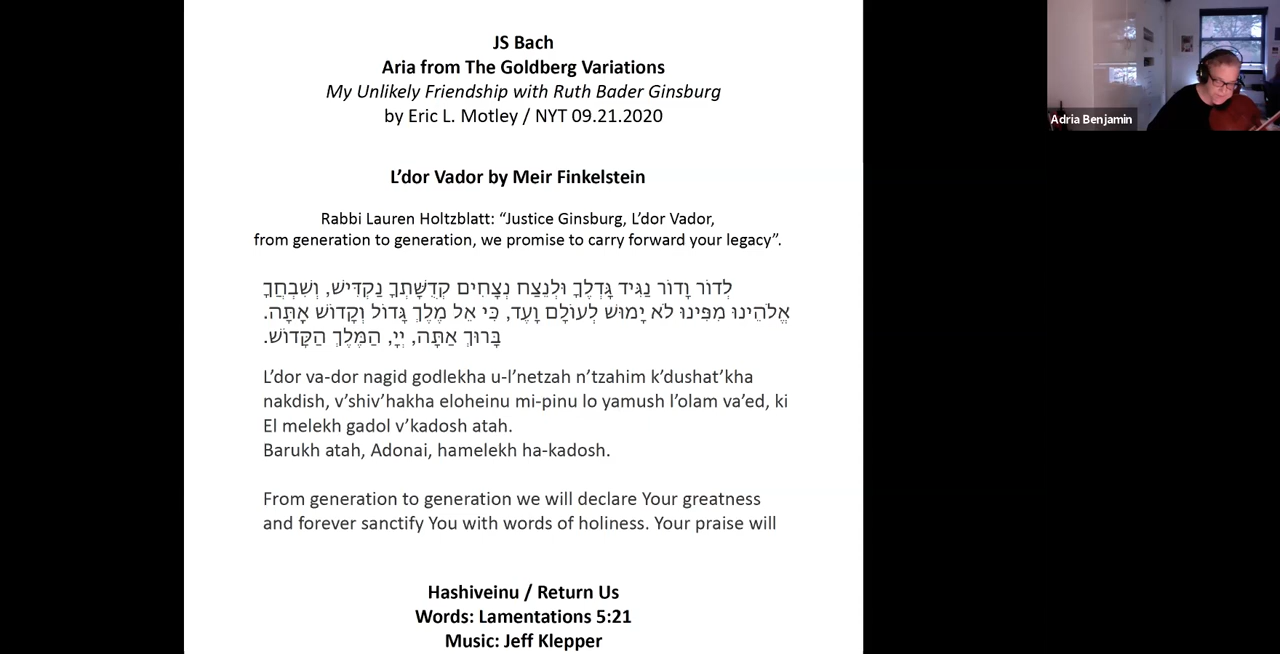 JS Bach
Aria from The Goldberg Variations
My Unlikely Friendship with Ruth Bader Ginsburg
by Eric L. Motley / NYT 09.21.2020
L’dor Vador by Meir Finkelstein
Rabbi Lauren Holtzblatt: “Justice Ginsburg, L’dor Vador,
from generation to generation, we promise to carry forward your legacy”.
לְדוֹר וָדוֹר נַגִּיד גָּדְלֶךָ וּלְנֵצַח נְצָחִים קְדֻשָּׁתְךָ נַקְדִּישׁ, וְשִׁבְחֲךָ
אֱלֹהֵינוּ מִפִּינוּ לֹא יָמוּשׁ לְעוֹלָם וָעֶד, כִּי אֵל מֶלֶךְ גָּדוֹל וְקָדוֹשׁ אָתָּה.
בָּרוּךְ אַתָּה, יְיָ, הַמֶּלֶךְ הַקָּדוֹשׁ.
L’dor va-dor nagid godlekha u-l’netzah n’tzahim k’dushat’kha
nakdish, v’shiv’hakha eloheinu mi-pinu lo yamush l’olam va’ed, ki
El melekh gadol v’kadosh atah.
Barukh atah, Adonai, hamelekh ha-kadosh.
From generation to generation we will declare Your greatness
and forever sanctify You with words of holiness. Your praise will
Hashiveinu / Return Us
Words: Lamentations 5:21
Music: Jeff Klepper
Adria Benjamin